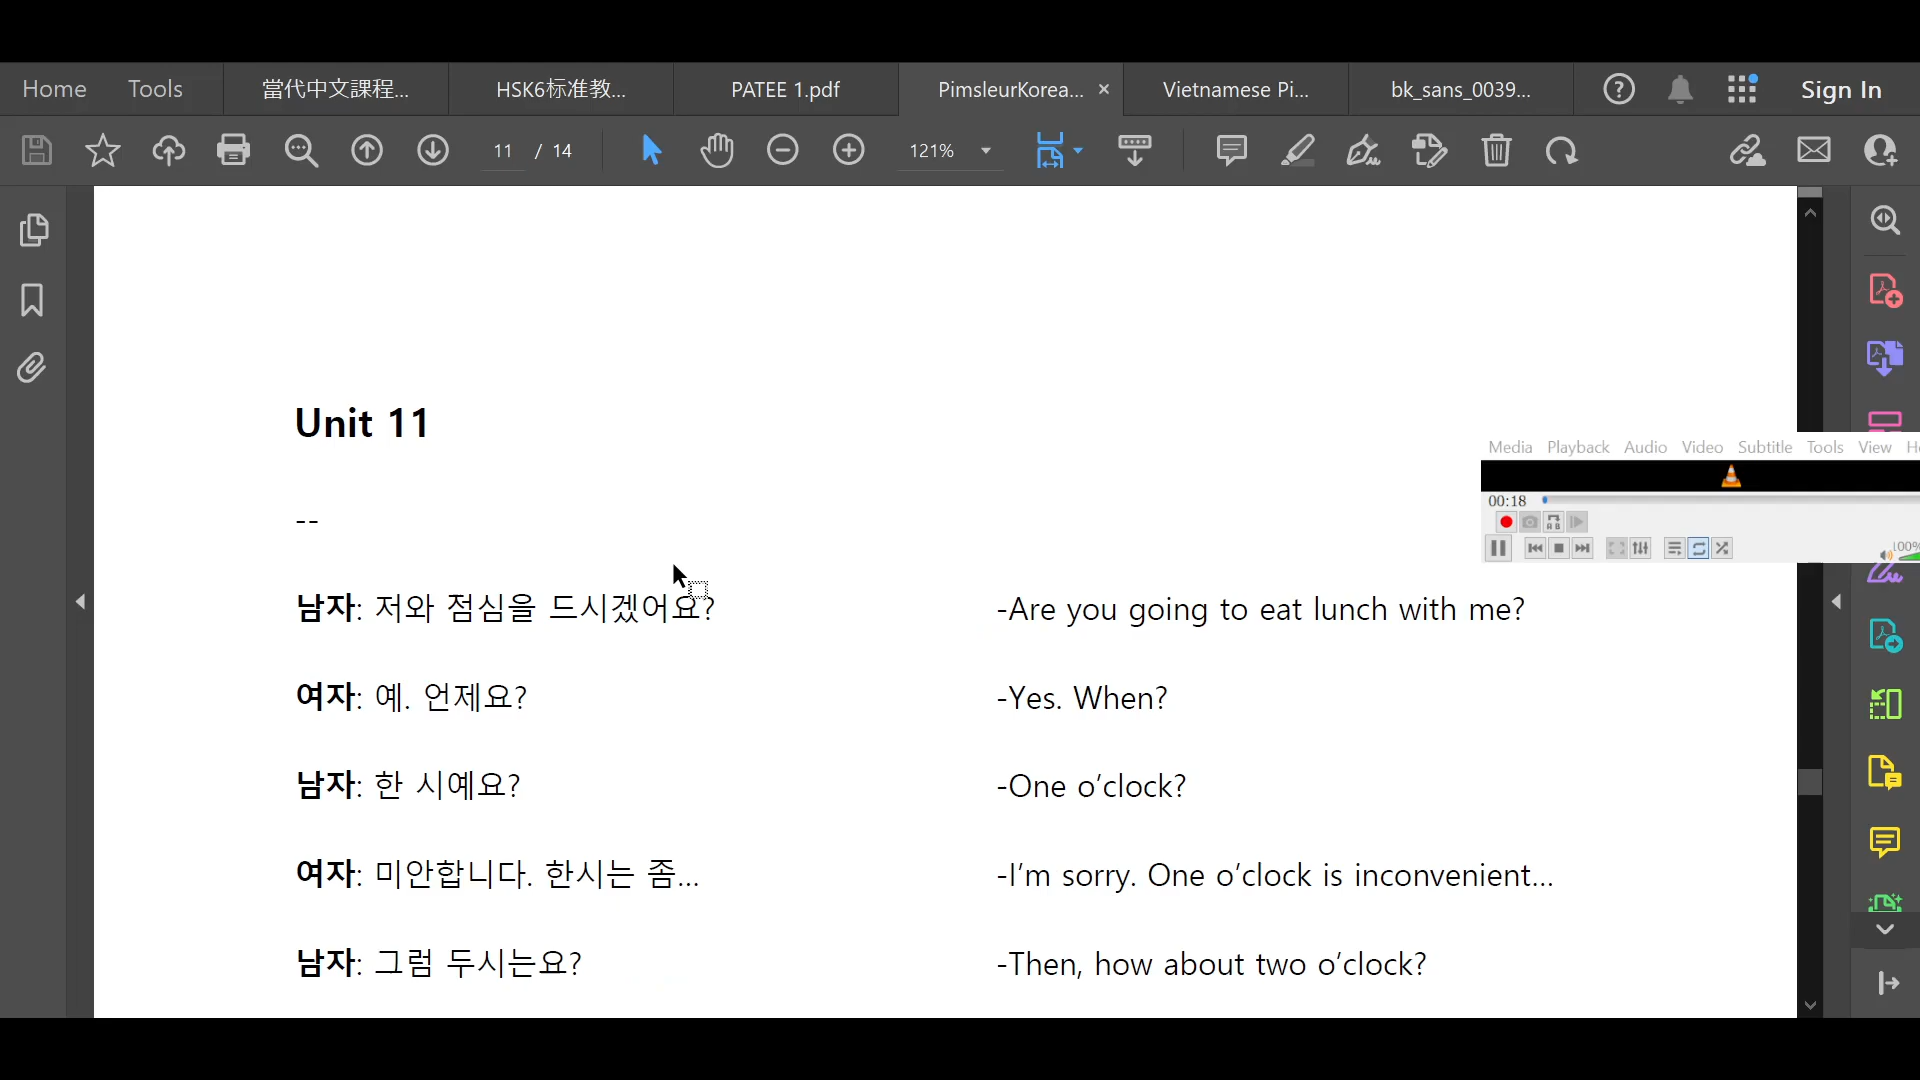 Home Tools 當代中文課程... HSK6标准教... PATEE 1.pdf PimsleurKorea... Vietnamese Pi... bk_sans_0039... Sign In
11 / 14 121%
Unit 11
Media Playback Audio Video Subtitle Tools View
00:18
--
100%
남자: 저와 점심을 드시겠어요? -Are you going to eat lunch with me?
여자: 예. 언제요? -Yes. When?
남자: 한 시예요? -One o’clock?
여자: 미안합니다. 한시는 좀... -I’m sorry. One o’clock is inconvenient...
남자: 그럼 두시는요? -Then, how about two o’clock?